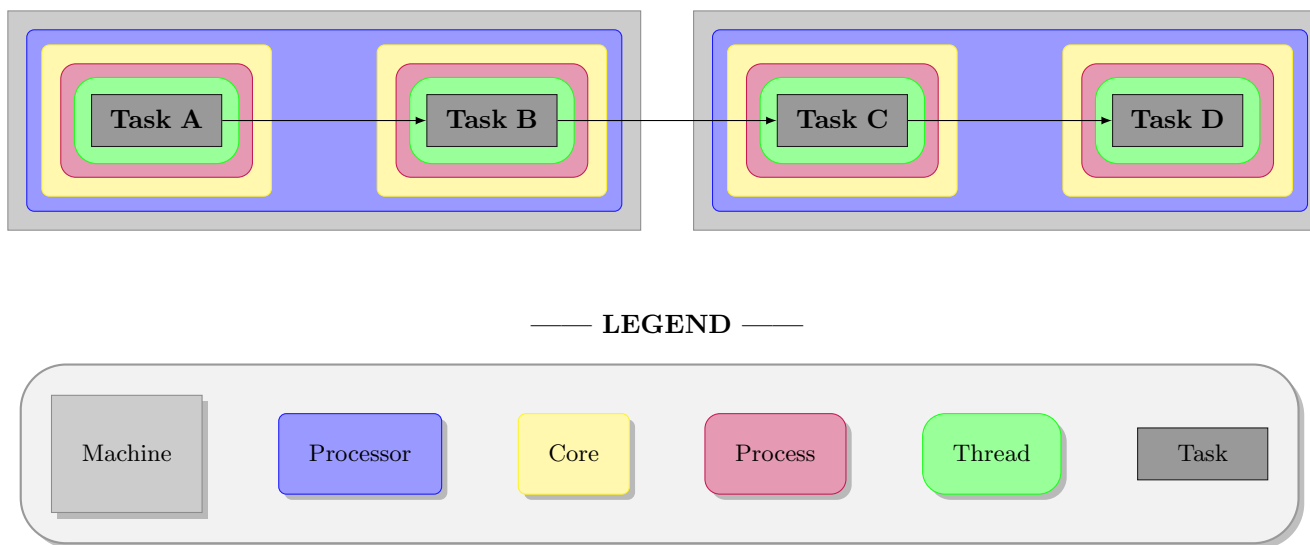 Task A Task B Task C Task D
—— LEGEND ——
Machine Processor Core Process Thread Task